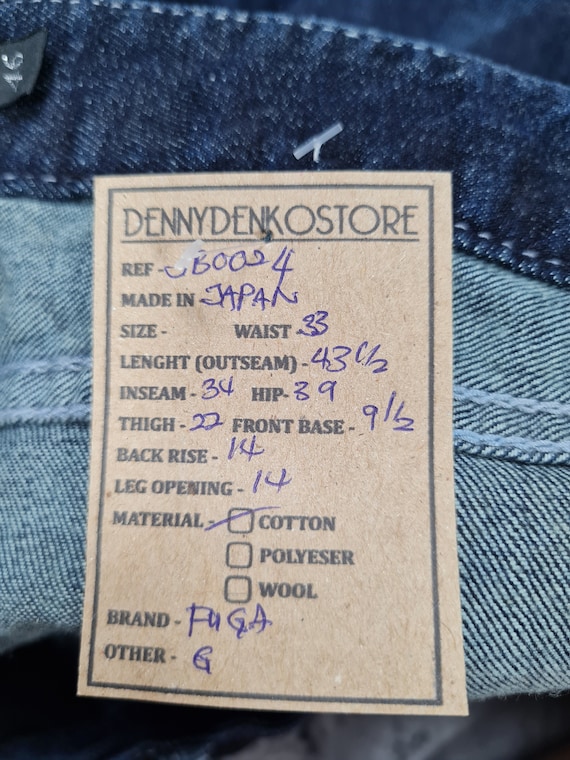 46
DENNYDENKOSTORE
REF - JB0024
MADE IN - JAPAN
SIZE - WAIST - 33
LENGHT (OUTSEAM) - 43 1/2
INSEAM - 34 HIP - 39
THIGH - 22 FRONT BASE - 9 1/2
BACK RISE - 14
LEG OPENING - 14
MATERIAL - COTTON
POLYESER
WOOL
BRAND - FUGA
OTHER - G